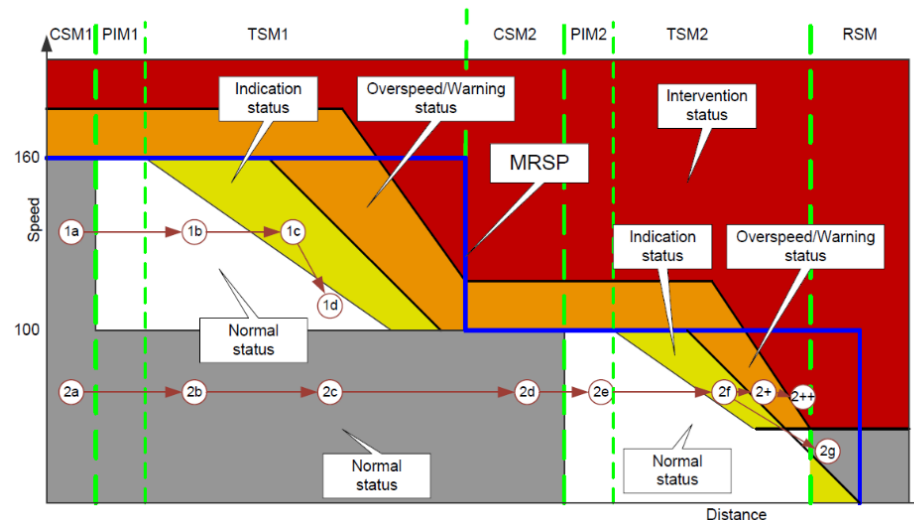 CSM1 PIM1 TSM1 CSM2 PIM2 TSM2 RSM
Indication
status
Overspeed/Warning
status
Intervention
status
160
MRSP
Speed
1a 1b 1c
1d
Indication
status
Overspeed/Warning
status
Normal
status
100
2a 2b 2c 2d 2e 2f 2+ 2++
2g
Normal
status
Normal
status
Distance